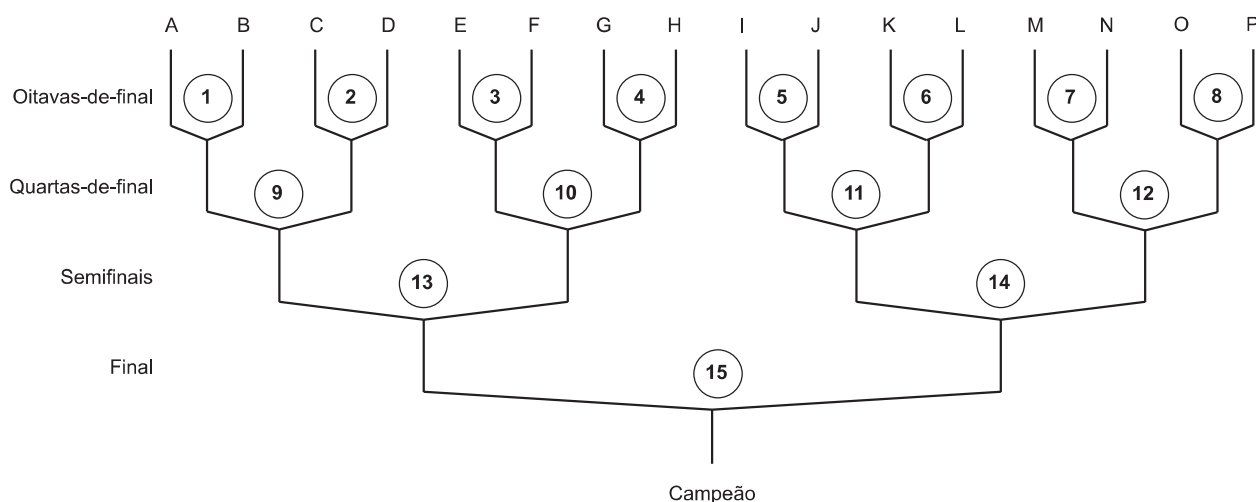 A B C D E F G H I J K L M N O P
Oitavas-de-final 1 2 3 4 5 6 7 8
Quartas-de-final 9 10 11 12
Semifinais 13 14
Final 15
Campeão